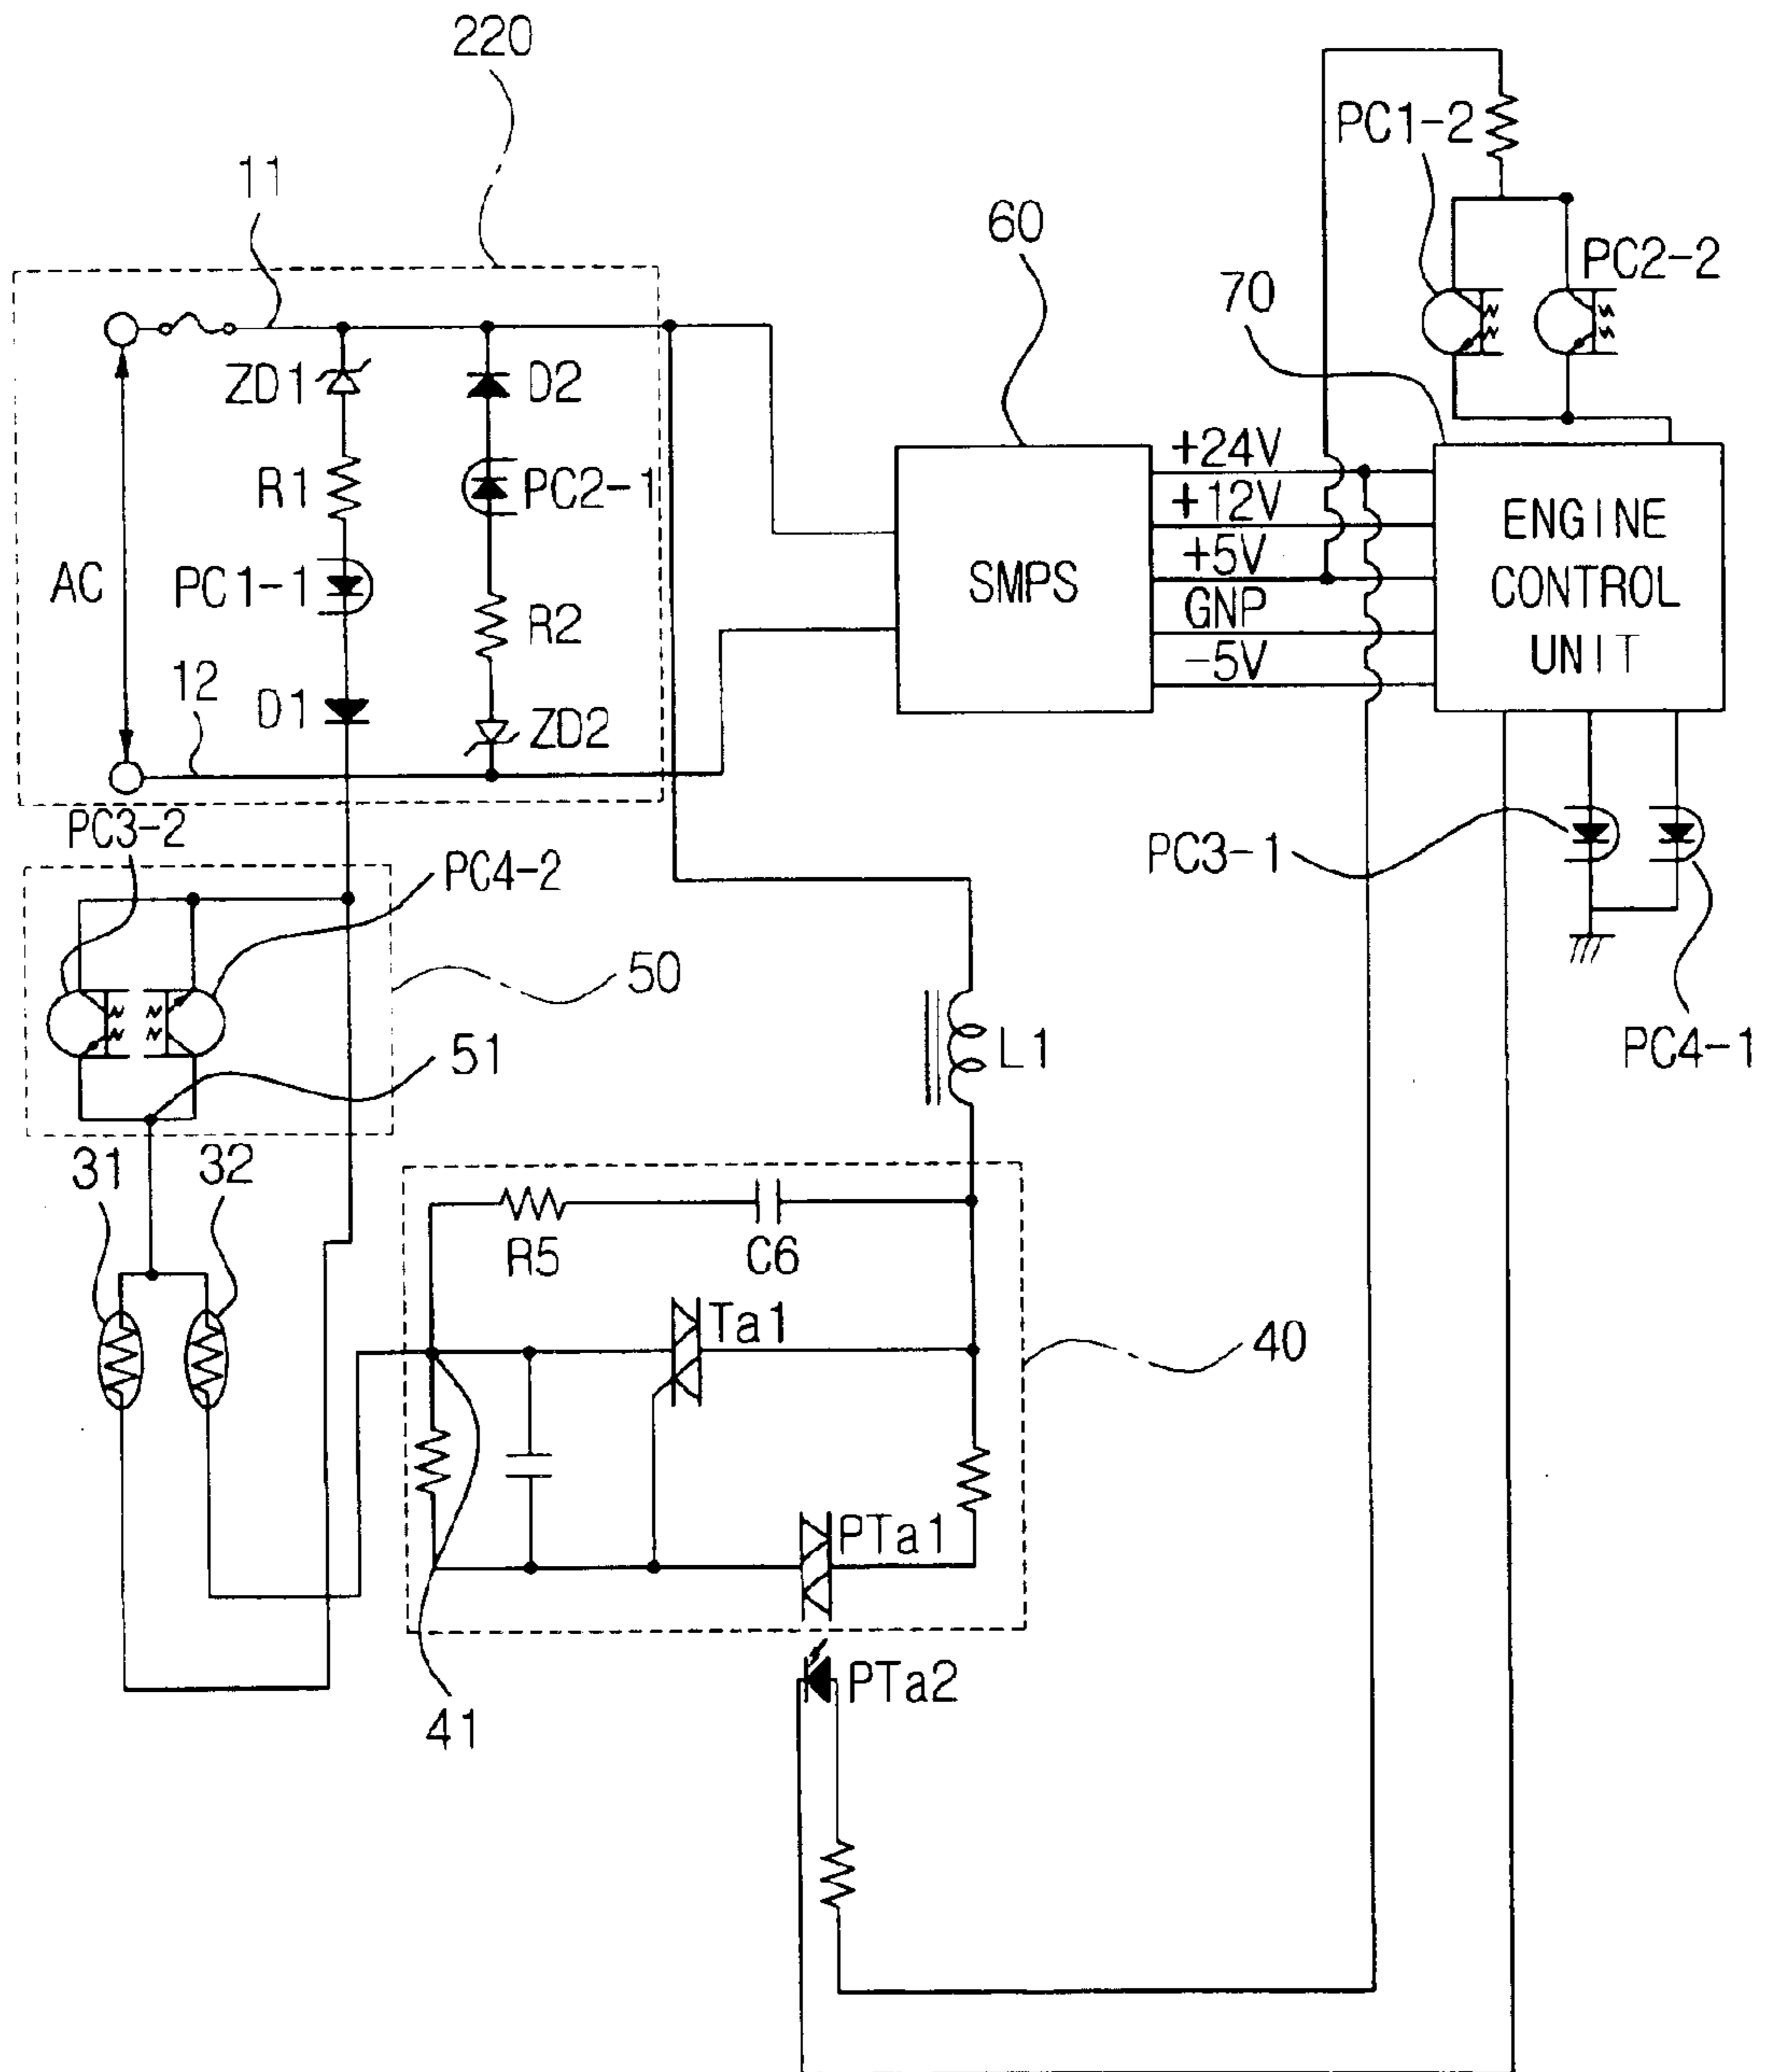 220
11
PC1-2
60
PC2-2
70
ZD1
D2
+24V
R1
PC2-1
+12V
ENGINE
CONTROL
UNIT
+5V
AC
PC1-1
SMPS
GNP
R2
-5V
12
D1
ZD2
PC3-2
PC4-2
PC3-1
50
51
L1
PC4-1
31
32
R5
C6
Ta1
40
PTa1
PTa2
41